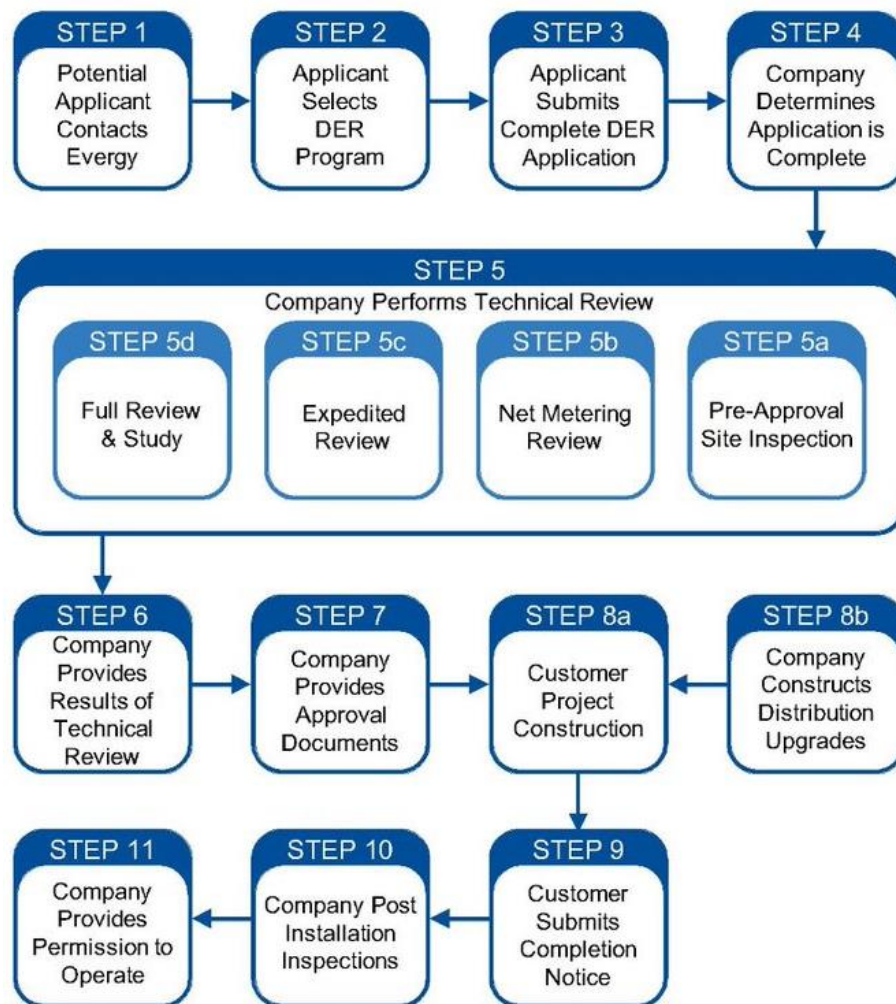 STEP 1
Potential
Applicant
Contacts
Evergy
STEP 2
Applicant
Selects
DER
Program
STEP 3
Applicant
Submits
Complete DER
Application
STEP 4
Company
Determines
Application is
Complete
STEP 5
Company Performs Technical Review
STEP 5d
Full Review
& Study
STEP 5c
Expedited
Review
STEP 5b
Net Metering
Review
STEP 5a
Pre-Approval
Site Inspection
STEP 6
Company
Provides
Results of
Technical
Review
STEP 7
Company
Provides
Approval
Documents
STEP 8a
Customer
Project
Construction
STEP 8b
Company
Constructs
Distribution
Upgrades
STEP 11
Company
Provides
Permission to
Operate
STEP 10
Company Post
Installation
Inspections
STEP 9
Customer
Submits
Completion
Notice